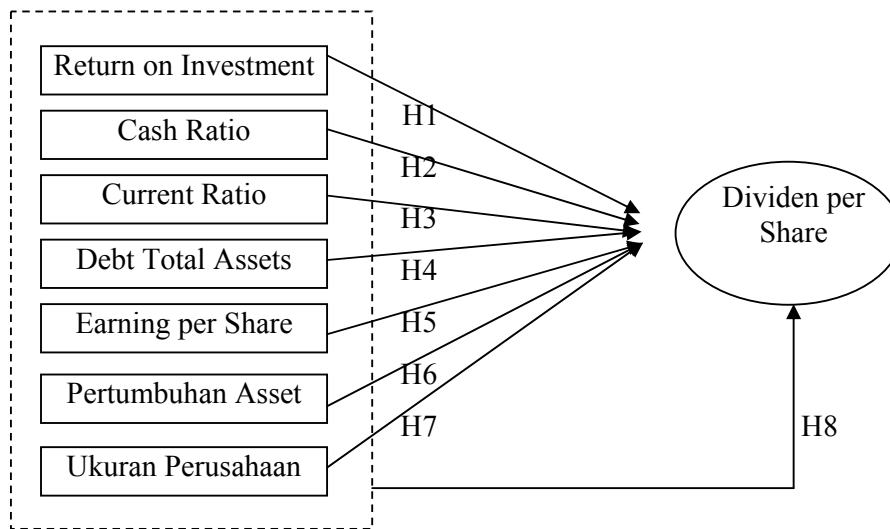 Return on Investment
Cash Ratio
Current Ratio
Debt Total Assets
Earning per Share
Pertumbuhan Asset
Ukuran Perusahaan
H1
H2
H3
H4
H5
H6
H7
Dividen per
Share
H8